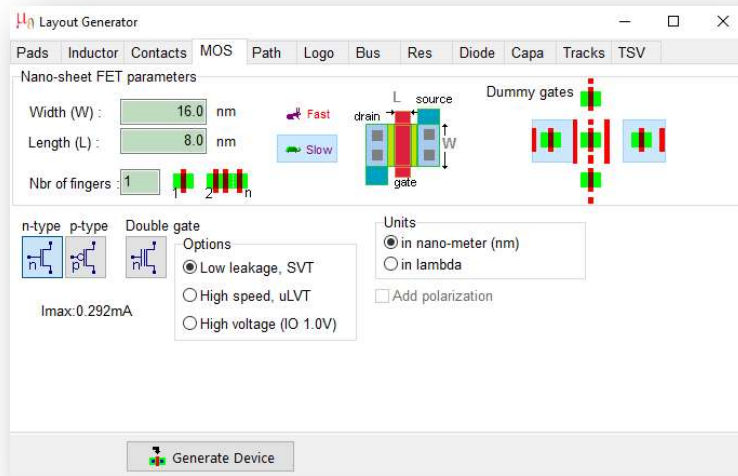 Layout Generator
Pads Inductor Contacts MOS Path Logo Bus Res Diode Capa Tracks TSV
Nano-sheet FET parameters
Width (W) : 16.0 nm
Length (L) : 8.0 nm
Nbr of fingers : 1
1 2 n
Fast
Slow
L
drain source
W
gate
Dummy gates
n-type p-type Double gate
n p n
Imax:0.292mA
Options
Low leakage, SVT
High speed, uLVT
High voltage (IO 1.0V)
Units
in nano-meter (nm)
in lambda
Add polarization
Generate Device